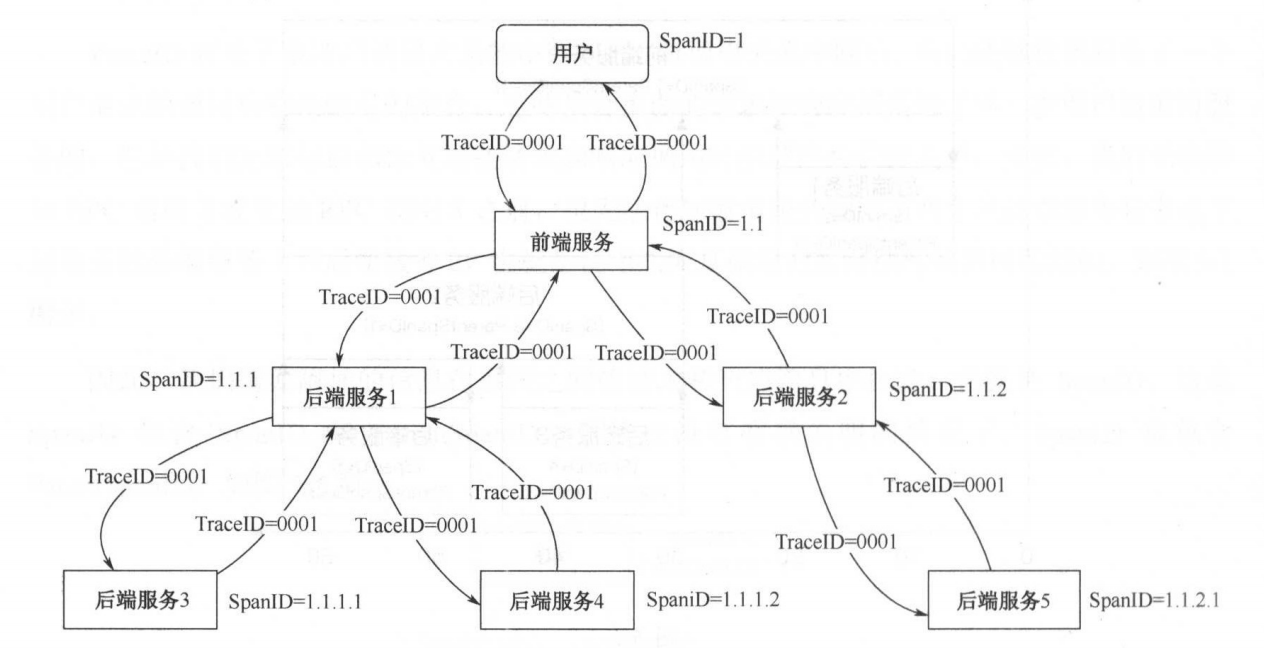 用户
SpanID=1
TraceID=0001
TraceID=0001
前端服务
SpanID=1.1
TraceID=0001
TraceID=0001
TraceID=0001
TraceID=0001
SpanID=1.1.1
后端服务1
后端服务2
SpanID=1.1.2
TraceID=0001
TraceID=0001
TraceID=0001
TraceID=0001
TraceID=0001
TraceID=0001
后端服务3
SpanID=1.1.1.1
后端服务4
SpaniD=1.1.1.2
后端服务5
SpanID=1.1.2.1